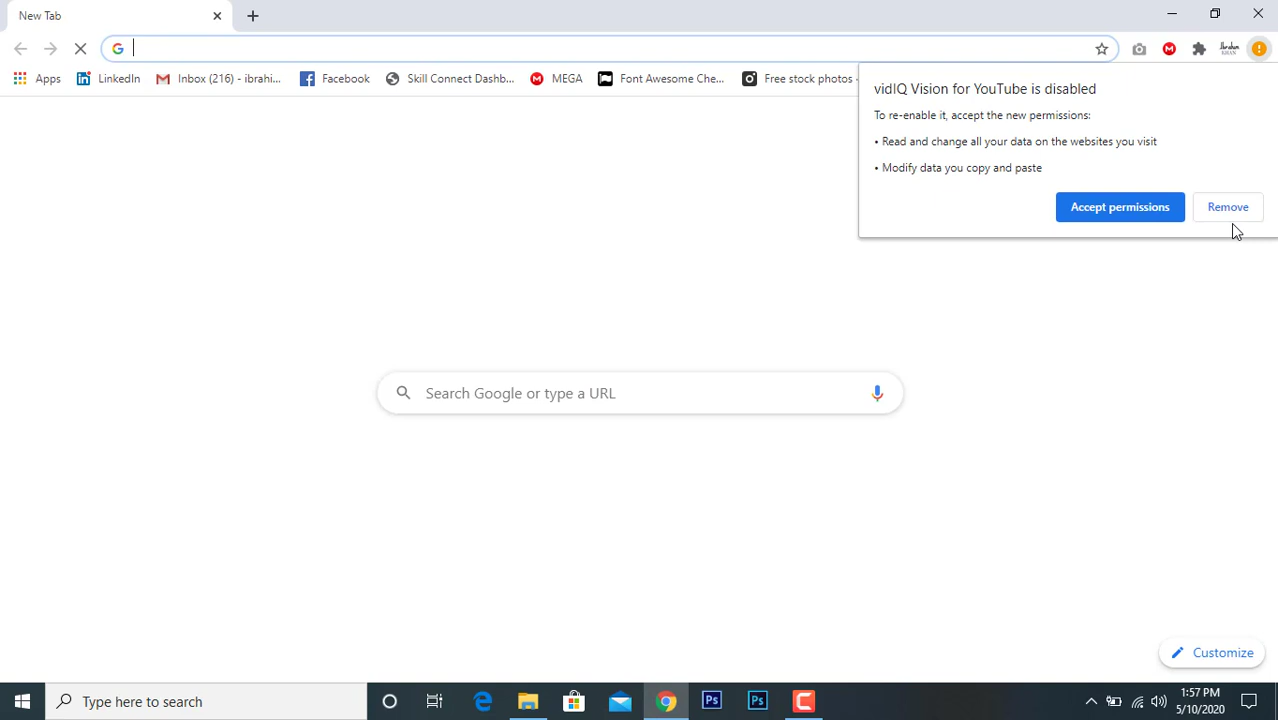 New Tab
Apps LinkedIn Inbox (216) - ibrahi... Facebook Skill Connect Dashb... MEGA Font Awesome Che... Free stock photos -
vidIQ Vision for YouTube is disabled
To re-enable it, accept the new permissions:
• Read and change all your data on the websites you visit
• Modify data you copy and paste
Accept permissions Remove
Search Google or type a URL
Customize
Type here to search
1:57 PM
5/10/2020